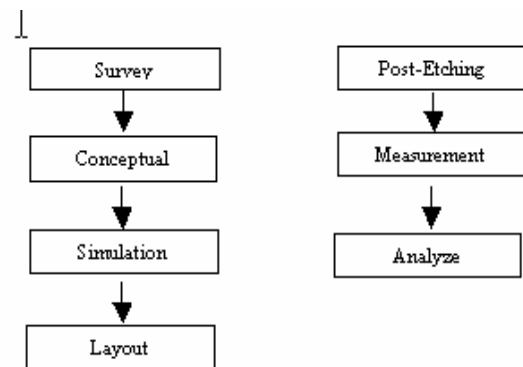 Survey
Conceptual
Simulation
Layout
Post-Etching
Measurement
Analyze